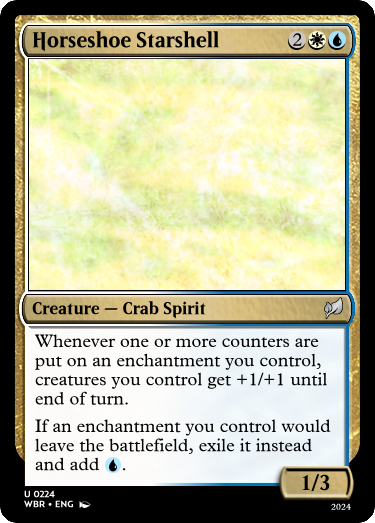 Horseshoe Starshell 2
Creature — Crab Spirit
Whenever one or more counters are
put on an enchantment you control,
creatures you control get +1/+1 until
end of turn.
If an enchantment you control would
leave the battlefield, exile it instead
and add .
1/3
U 0224
WBR • ENG
2024